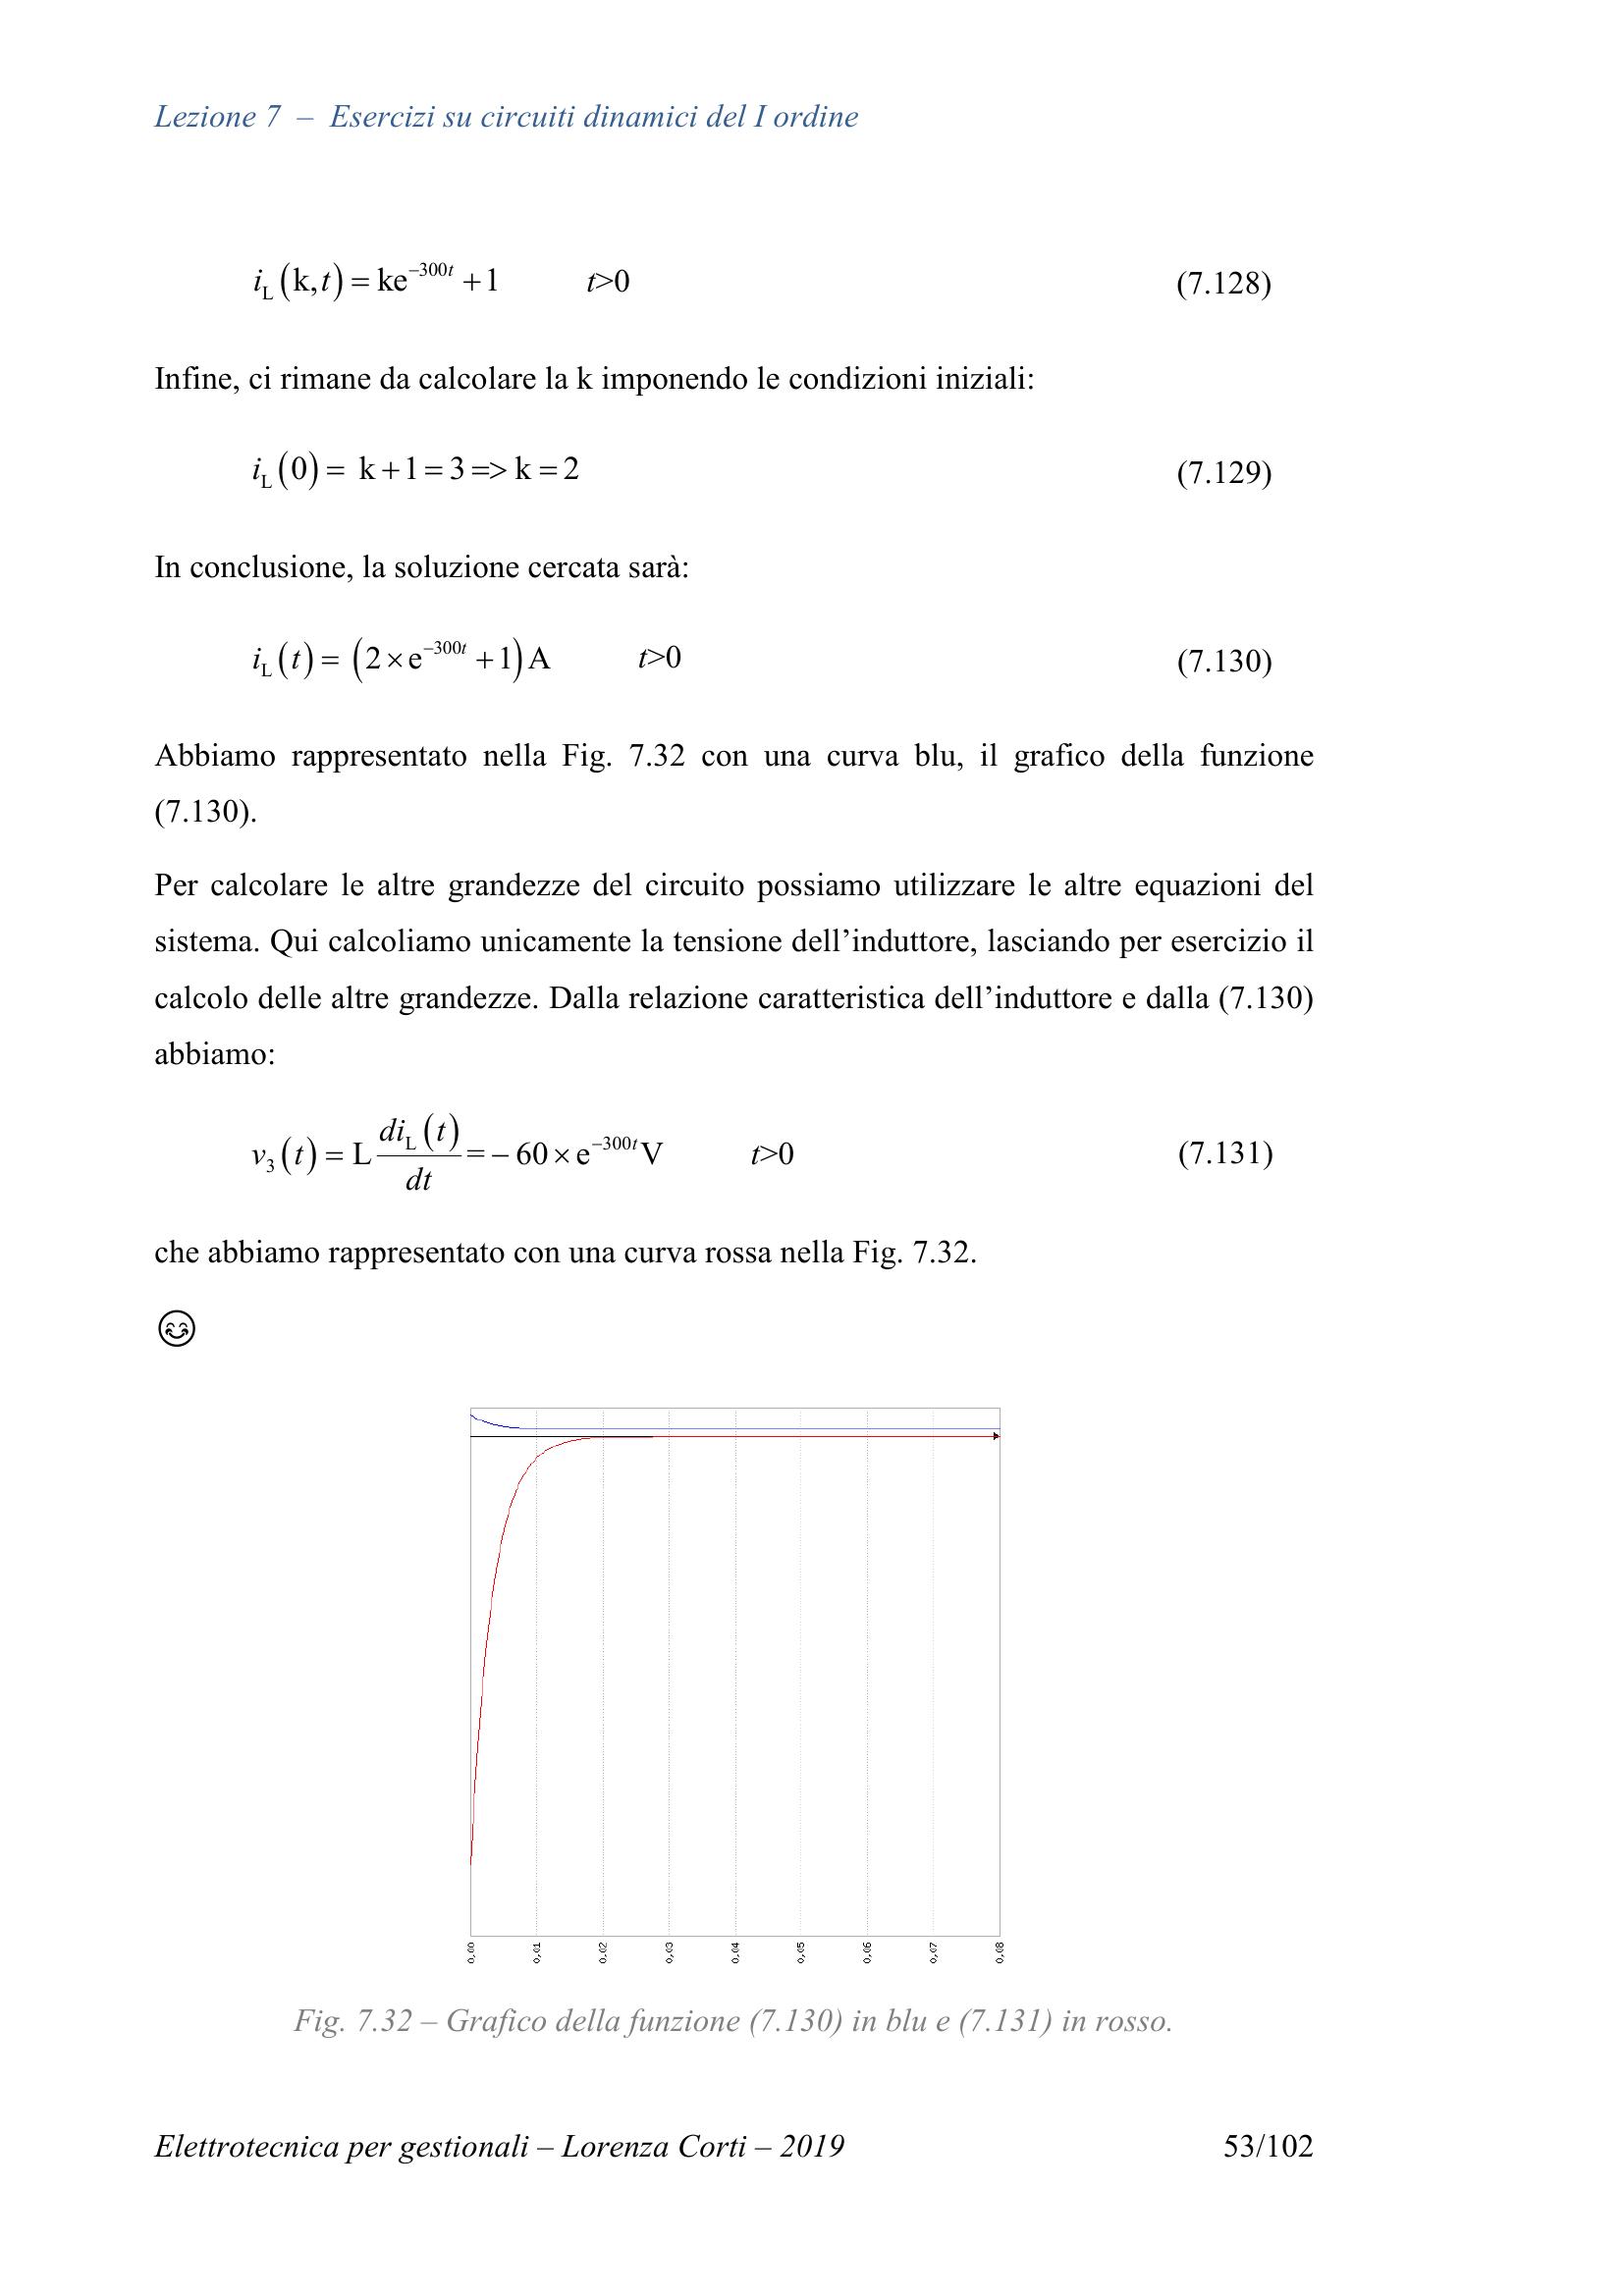 Lezione 7 – Esercizi su circuiti dinamici del I ordine
i_L (k,t) = ke^{−300t} + 1 t>0 (7.128)
Infine, ci rimane da calcolare la k imponendo le condizioni iniziali:
i_L (0) = k + 1 = 3 => k = 2 (7.129)
In conclusione, la soluzione cercata sarà:
i_L (t) = (2 × e^{−300t} + 1) A t>0 (7.130)
Abbiamo rappresentato nella Fig. 7.32 con una curva blu, il grafico della funzione
(7.130).
Per calcolare le altre grandezze del circuito possiamo utilizzare le altre equazioni del
sistema. Qui calcoliamo unicamente la tensione dell’induttore, lasciando per esercizio il
calcolo delle altre grandezze. Dalla relazione caratteristica dell’induttore e dalla (7.130)
abbiamo:
v_3 (t) = L di_L (t)/dt = − 60 × e^{−300t} V t>0 (7.131)
che abbiamo rappresentato con una curva rossa nella Fig. 7.32.
0,00 0,01 0,02 0,03 0,04 0,05 0,06 0,07 0,08
Fig. 7.32 – Grafico della funzione (7.130) in blu e (7.131) in rosso.
Elettrotecnica per gestionali – Lorenza Corti – 2019 53/102